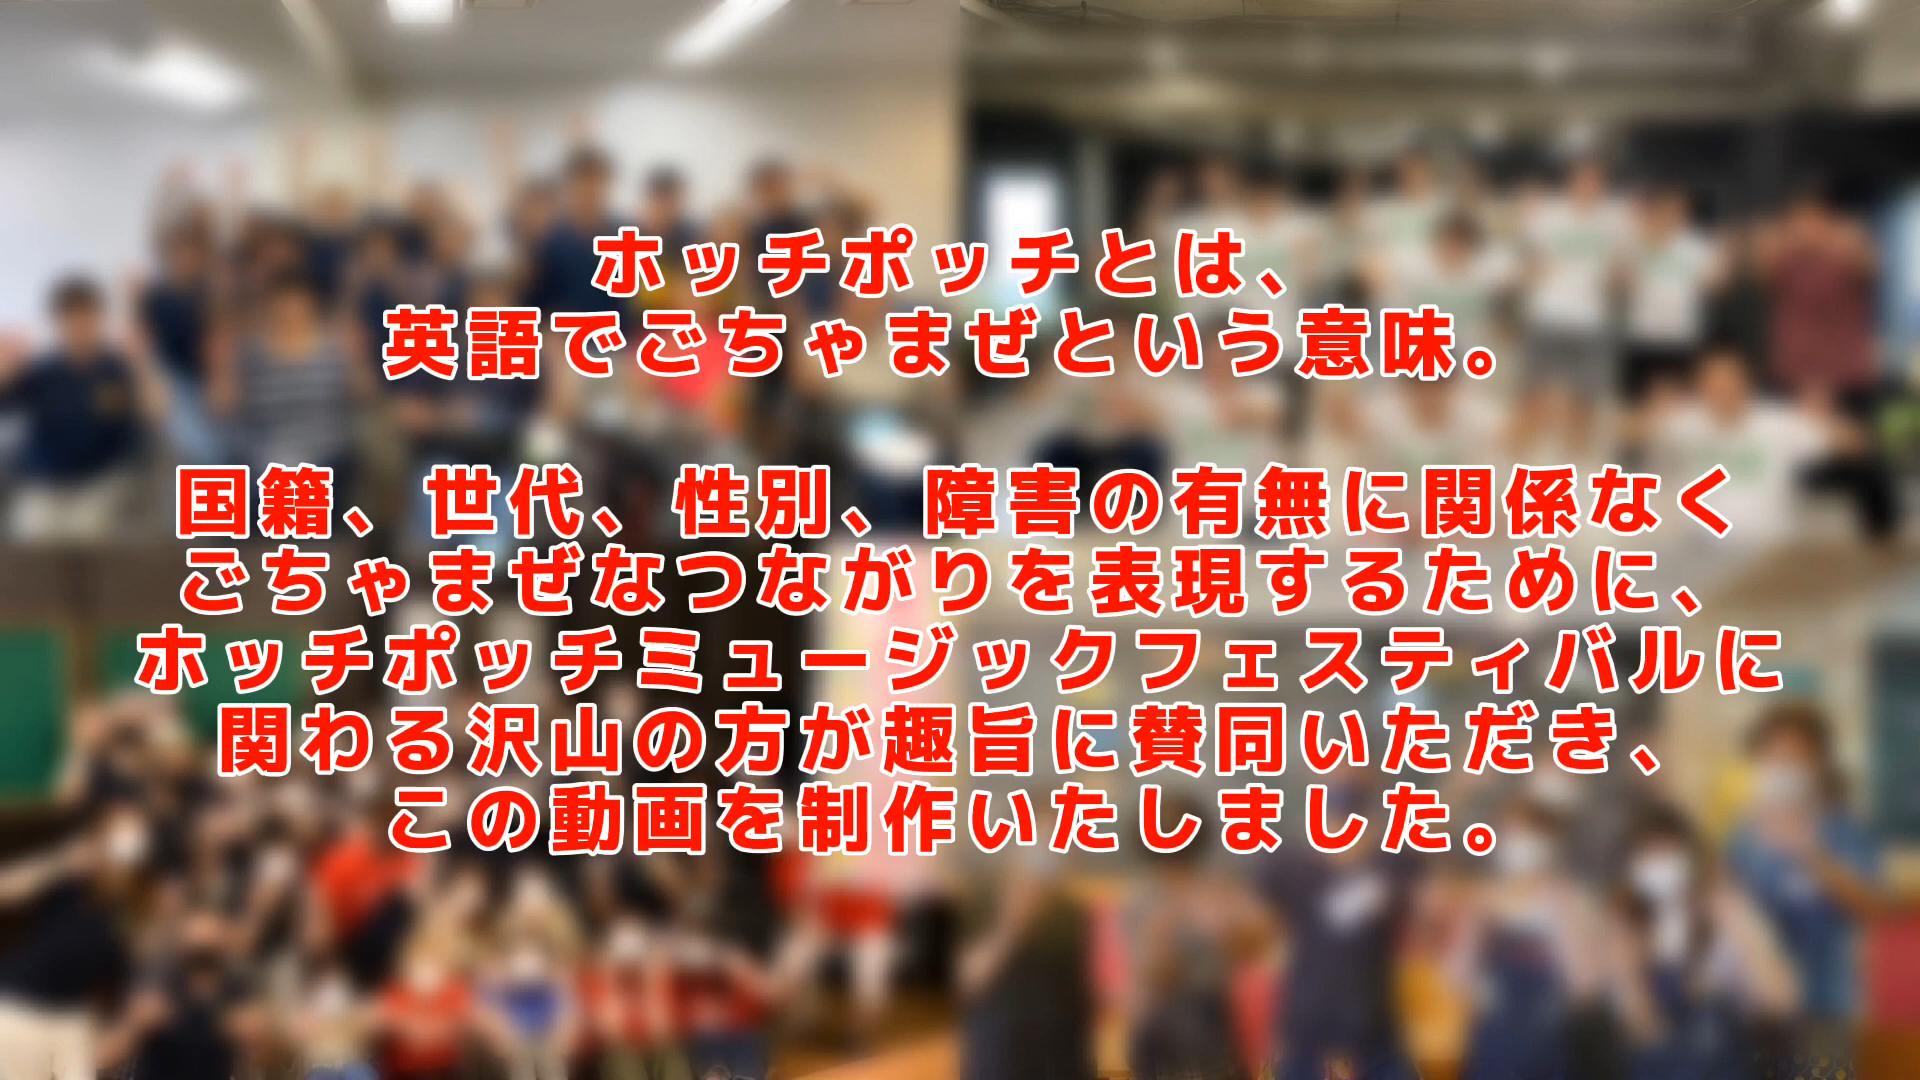 ホッチポッチとは、
英語でごちゃまぜという意味。
国籍、世代、性別、障害の有無に関係なく
ごちゃまぜなつながりを表現するために、
ホッチポッチミュージックフェスティバルに
関わる沢山の方が趣旨に賛同いただき、
この動画を制作いたしました。